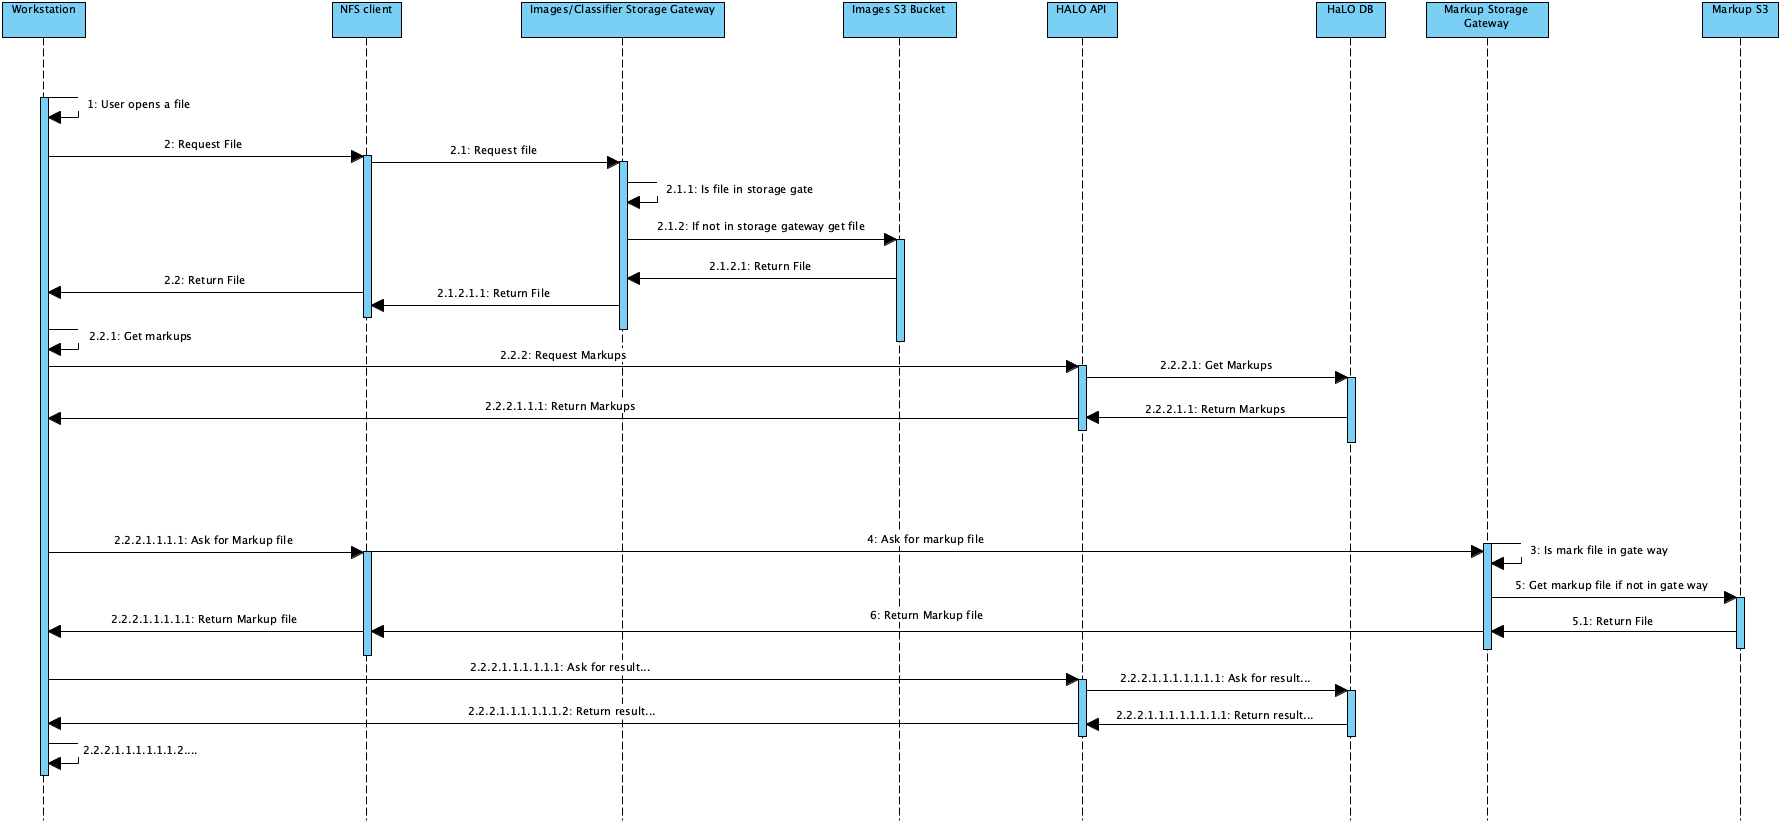 Workstation
NFS client
Images/Classifier Storage Gateway
Images S3 Bucket
HALO API
HaLO DB
Markup Storage
Gateway
Markup S3
1: User opens a file
2: Request File
2.1: Request file
2.1.1: Is file in storage gate
2.1.2: If not in storage gateway get file
2.1.2.1: Return File
2.2: Return File
2.1.2.1.1: Return File
2.2.1: Get markups
2.2.2: Request Markups
2.2.2.1: Get Markups
2.2.2.1.1.1: Return Markups
2.2.2.1.1: Return Markups
2.2.2.1.1.1.1: Ask for Markup file
4: Ask for markup file
3: Is mark file in gate way
5: Get markup file if not in gate way
2.2.2.1.1.1.1.1: Return Markup file
6: Return Markup file
5.1: Return File
2.2.2.1.1.1.1.1.1: Ask for result...
2.2.2.1.1.1.1.1.1.1: Ask for result...
2.2.2.1.1.1.1.1.1.2: Return result...
2.2.2.1.1.1.1.1.1.1.1: Return result...
2.2.2.1.1.1.1.1.1.2....